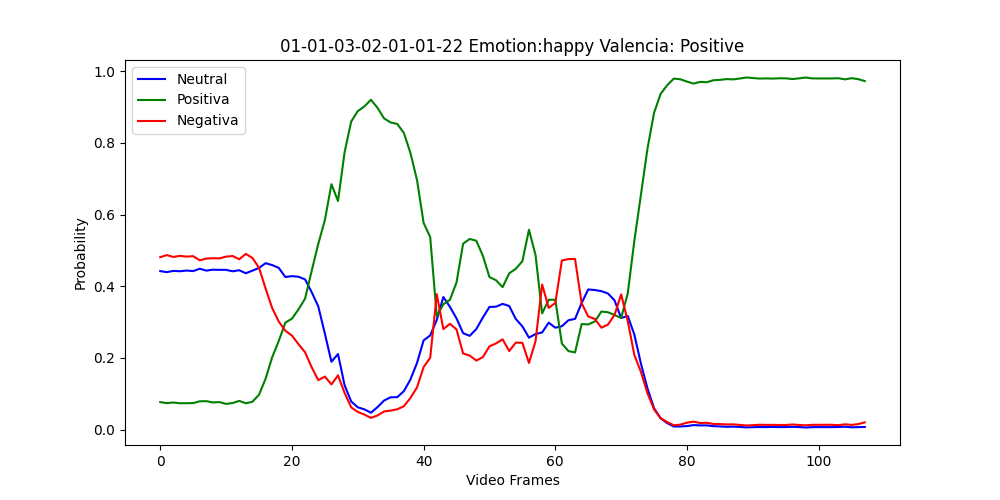 01-01-03-02-01-01-22 Emotion:happy Valencia: Positive
Neutral
Positiva
Negativa
1.0
0.8
0.6
0.4
0.2
0.0
Probability
0 20 40 60 80 100
Video Frames